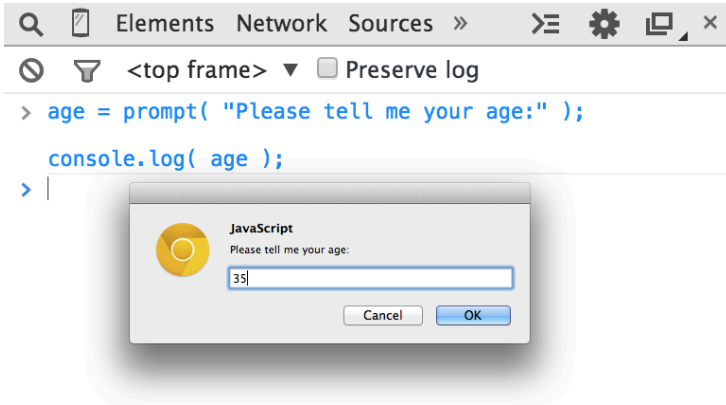 Elements Network Sources »
<top frame> ▼ Preserve log
> age = prompt( "Please tell me your age:" );
console.log( age );
>
JavaScript
Please tell me your age:
35
Cancel OK